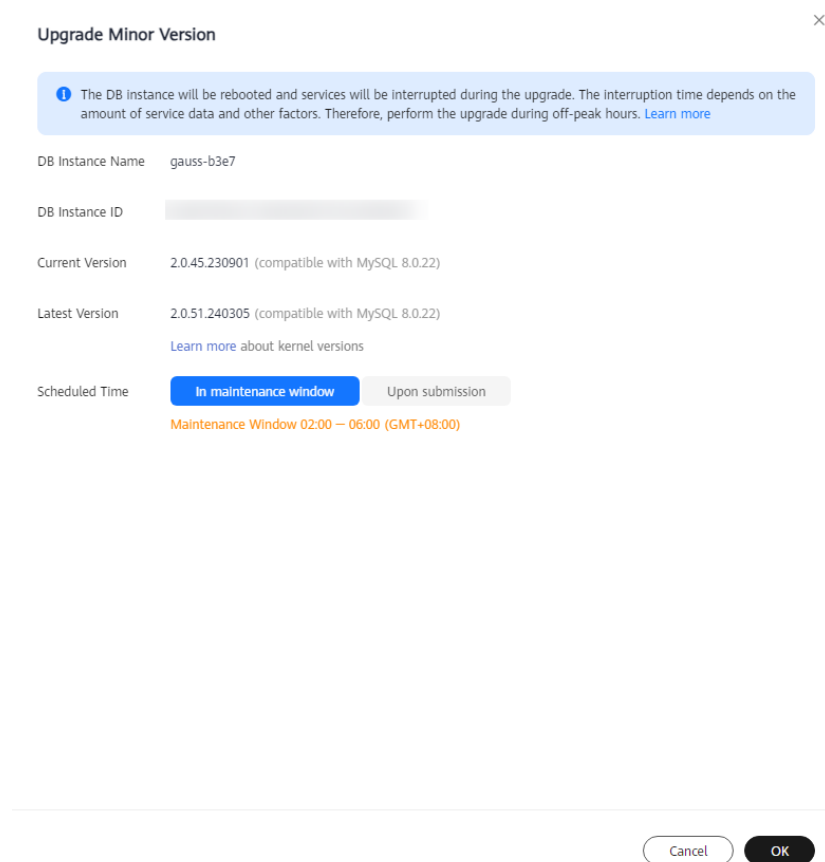 Upgrade Minor Version
The DB instance will be rebooted and services will be interrupted during the upgrade. The interruption time depends on the
amount of service data and other factors. Therefore, perform the upgrade during off-peak hours. Learn more
DB Instance Name gauss-b3e7
DB Instance ID
Current Version 2.0.45.230901 (compatible with MySQL 8.0.22)
Latest Version 2.0.51.240305 (compatible with MySQL 8.0.22)
Learn more about kernel versions
Scheduled Time In maintenance window Upon submission
Maintenance Window 02:00 — 06:00 (GMT+08:00)
Cancel OK